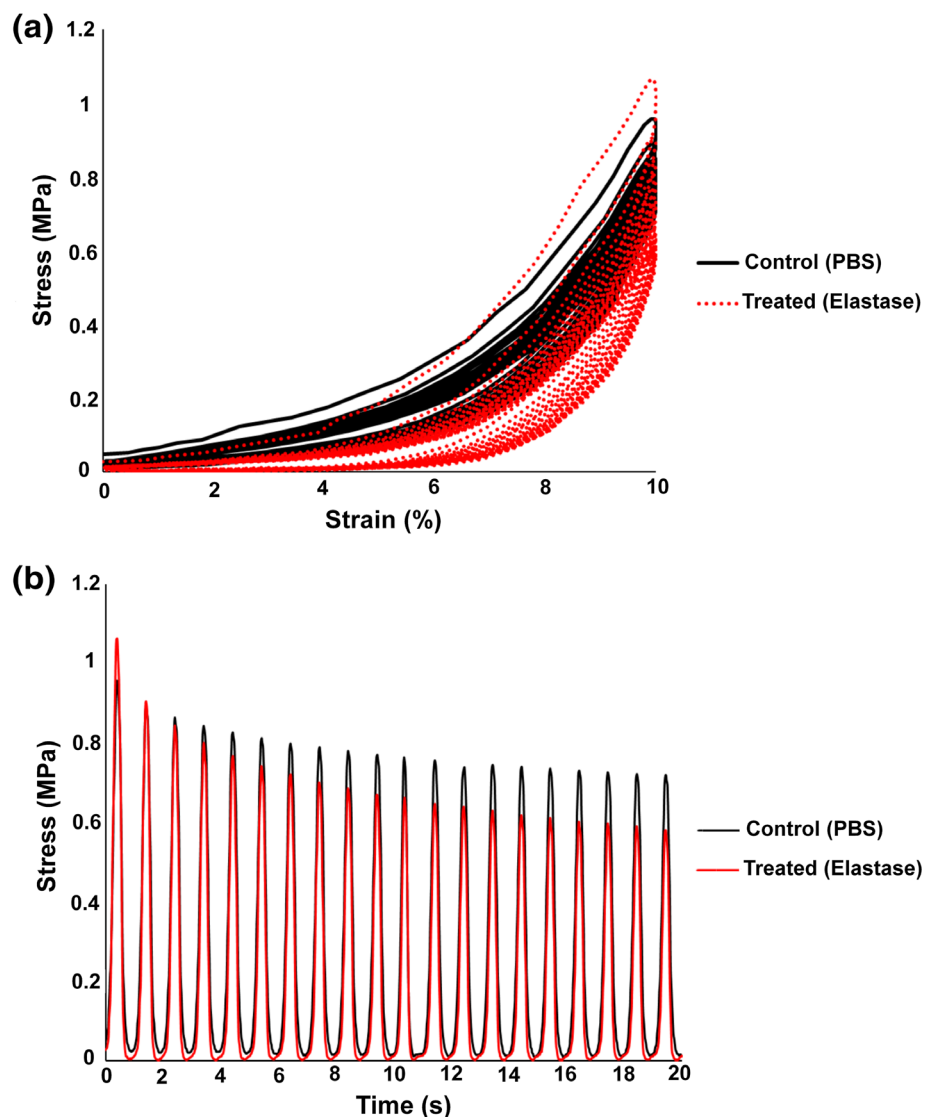 (a)
1.2
1
0.8
0.6
0.4
0.2
0
Stress (MPa)
0 2 4 6 8 10
Strain (%)
Control (PBS)
Treated (Elastase)
(b)
1.2
1
0.8
0.6
0.4
0.2
0
Stress (MPa)
0 2 4 6 8 10 12 14 16 18 20
Time (s)
Control (PBS)
Treated (Elastase)